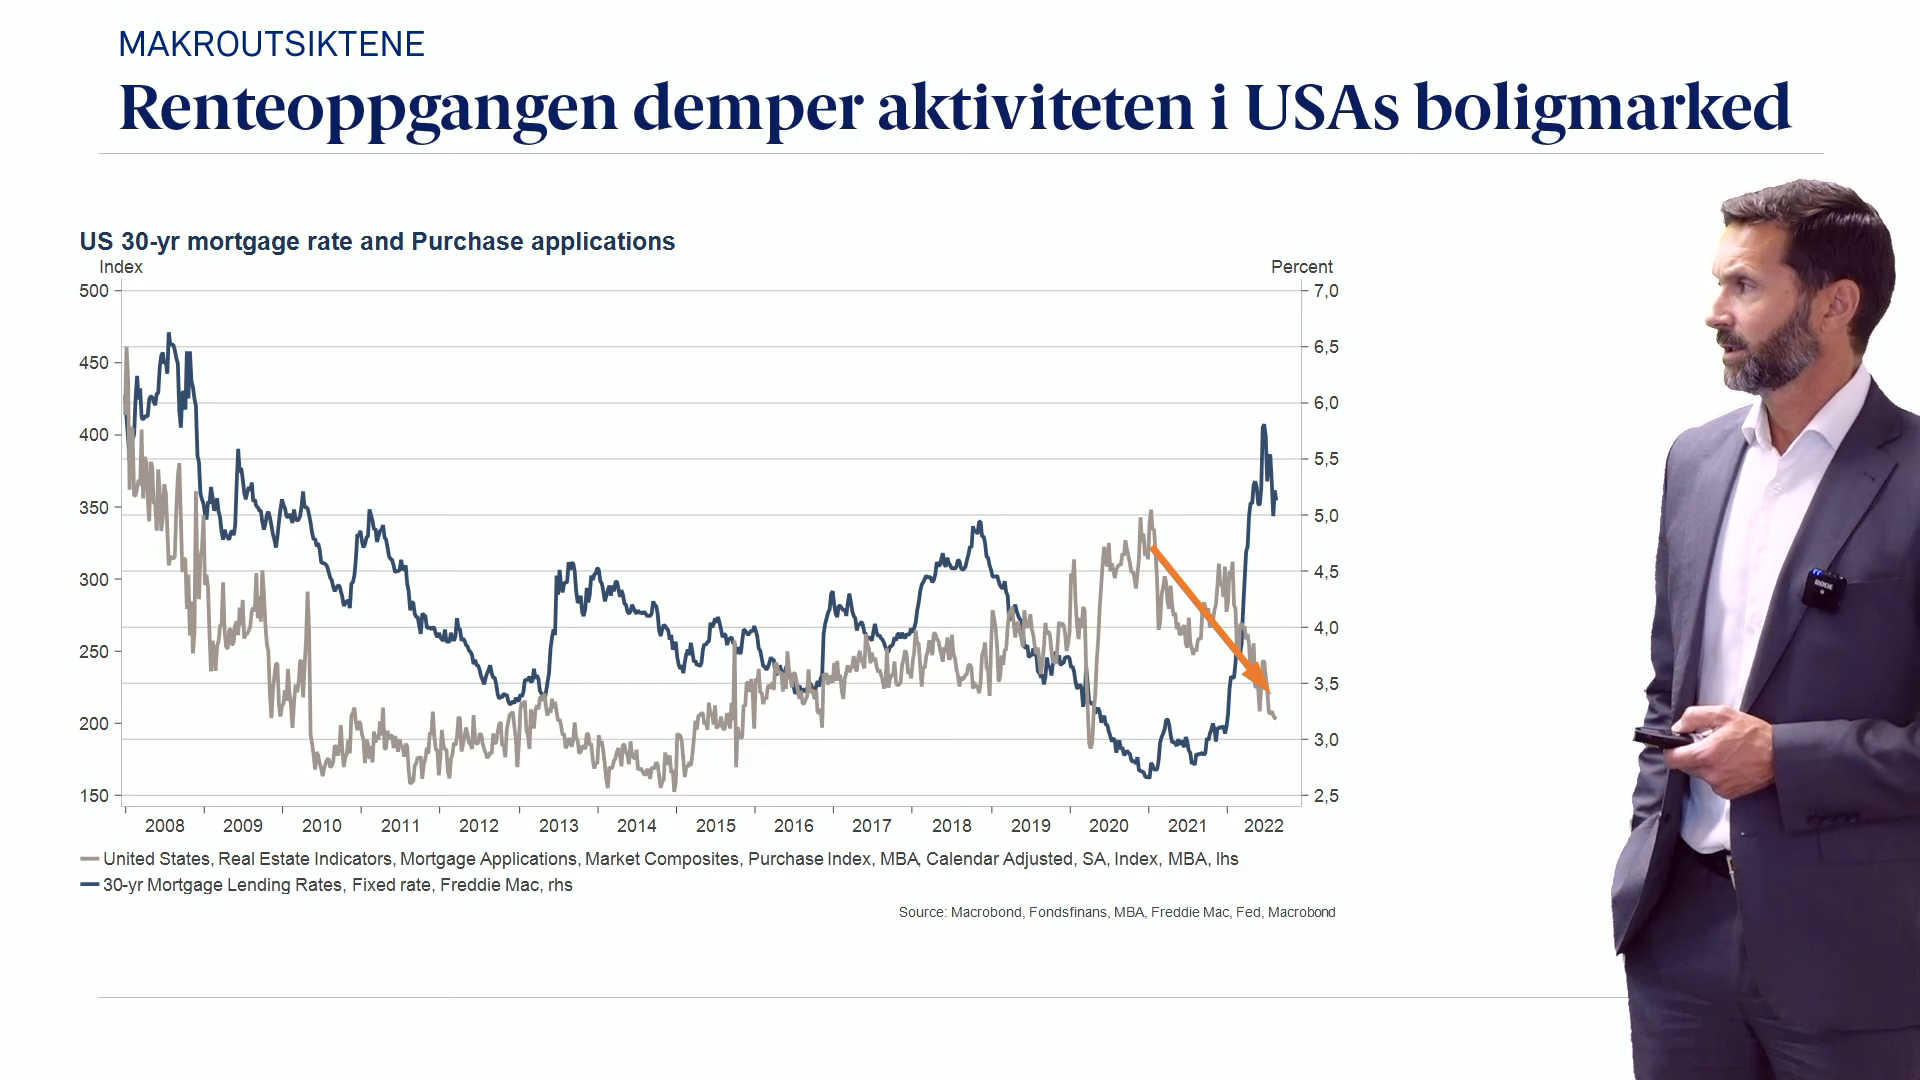 MAKROUTSIKTENE
Renteoppgangen demper aktiviteten i USAs boligmarked
US 30-yr mortgage rate and Purchase applications
Index
Percent
500
450
400
350
300
250
200
150
7,0
6,5
6,0
5,5
5,0
4,5
4,0
3,5
3,0
2,5
2008 2009 2010 2011 2012 2013 2014 2015 2016 2017 2018 2019 2020 2021 2022
United States, Real Estate Indicators, Mortgage Applications, Market Composites, Purchase Index, MBA, Calendar Adjusted, SA, Index, MBA, lhs
30-yr Mortgage Lending Rates, Fixed rate, Freddie Mac, rhs
Source: Macrobond, Fondsfinans, MBA, Freddie Mac, Fed, Macrobond
RØDE